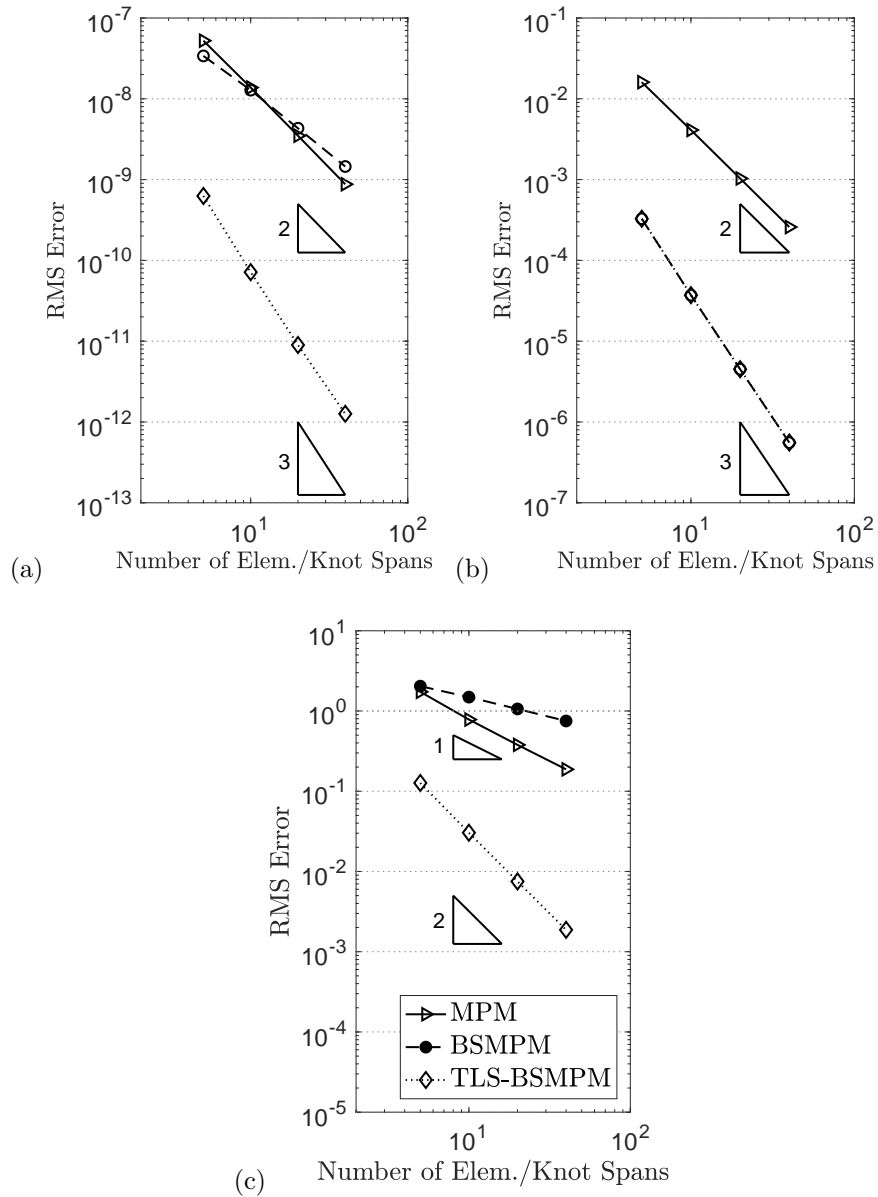 10^-7
10^-8
10^-9
10^-10
10^-11
10^-12
10^-13
RMS Error
2
3
10^1
10^2
Number of Elem./Knot Spans
(a)
10^-1
10^-2
10^-3
10^-4
10^-5
10^-6
10^-7
RMS Error
2
3
10^1
10^2
Number of Elem./Knot Spans
(b)
10^1
10^0
10^-1
10^-2
10^-3
10^-4
10^-5
RMS Error
1
2
MPM
BSMPM
TLS-BSMPM
10^1
10^2
Number of Elem./Knot Spans
(c)